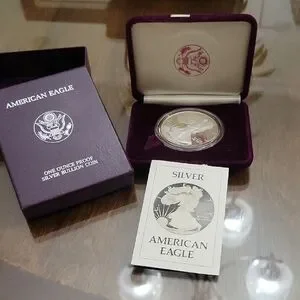 AMERICAN EAGLE
ONE OUNCE PROOF
SILVER BULLION COIN
SILVER
AMERICAN
EAGLE